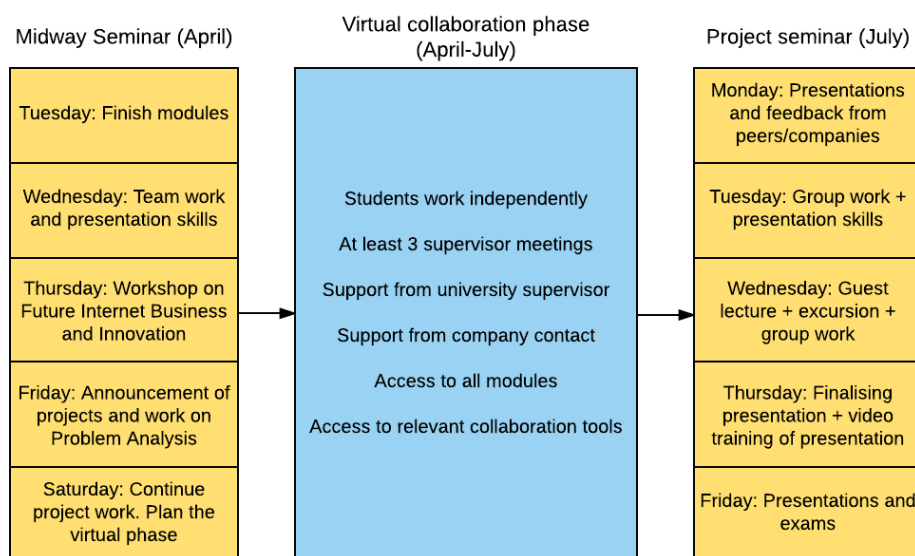 Midway Seminar (April)
Tuesday: Finish modules
Wednesday: Team work
and presentation skills
Thursday: Workshop on
Future Internet Business
and Innovation
Friday: Announcement of
projects and work on
Problem Analysis
Saturday: Continue
project work. Plan the
virtual phase
Virtual collaboration phase
(April-July)
Students work independently
At least 3 supervisor meetings
Support from university supervisor
Support from company contact
Access to all modules
Access to relevant collaboration tools
Project seminar (July)
Monday: Presentations
and feedback from
peers/companies
Tuesday: Group work +
presentation skills
Wednesday: Guest
lecture + excursion +
group work
Thursday: Finalising
presentation + video
training of presentation
Friday: Presentations and
exams